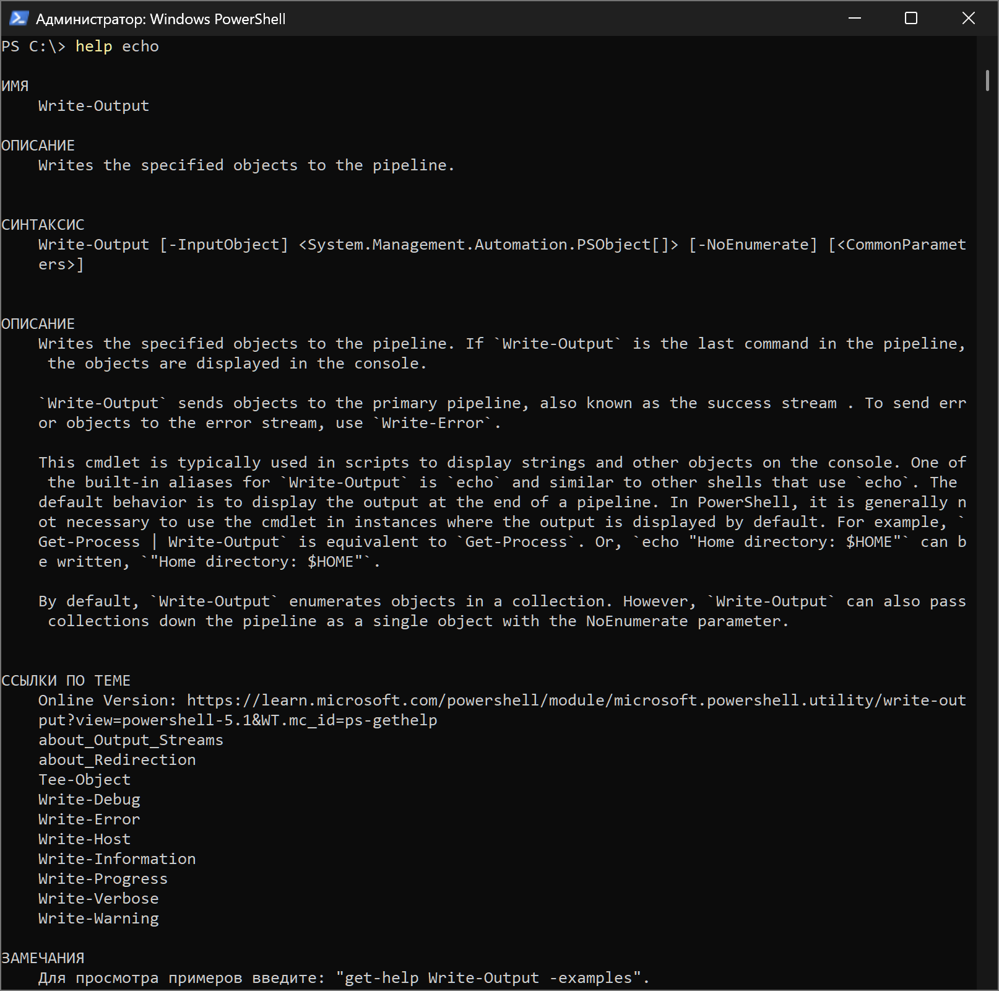 Администратор: Windows PowerShell
PS C:\> help echo
ИМЯ
Write-Output
ОПИСАНИЕ
Writes the specified objects to the pipeline.
СИНТАКСИС
Write-Output [-InputObject] <System.Management.Automation.PSObject[]> [-NoEnumerate] [<CommonParamet
ers>]
ОПИСАНИЕ
Writes the specified objects to the pipeline. If `Write-Output` is the last command in the pipeline,
the objects are displayed in the console.
`Write-Output` sends objects to the primary pipeline, also known as the success stream . To send err
or objects to the error stream, use `Write-Error`.
This cmdlet is typically used in scripts to display strings and other objects on the console. One of
the built-in aliases for `Write-Output` is `echo` and similar to other shells that use `echo`. The
default behavior is to display the output at the end of a pipeline. In PowerShell, it is generally n
ot necessary to use the cmdlet in instances where the output is displayed by default. For example, `
Get-Process | Write-Output` is equivalent to `Get-Process`. Or, `echo "Home directory: $HOME"` can b
e written, `"Home directory: $HOME"`.
By default, `Write-Output` enumerates objects in a collection. However, `Write-Output` can also pass
collections down the pipeline as a single object with the NoEnumerate parameter.
ССЫЛКИ ПО ТЕМЕ
Online Version: https://learn.microsoft.com/powershell/module/microsoft.powershell.utility/write-out
put?view=powershell-5.1&WT.mc_id=ps-gethelp
about_Output_Streams
about_Redirection
Tee-Object
Write-Debug
Write-Error
Write-Host
Write-Information
Write-Progress
Write-Verbose
Write-Warning
ЗАМЕЧАНИЯ
Для просмотра примеров введите: "get-help Write-Output -examples".